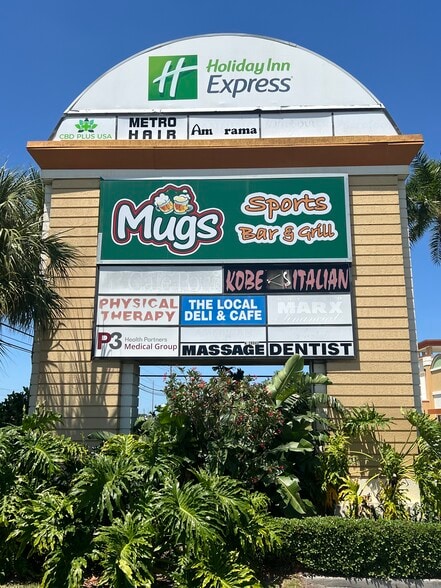 H Holiday Inn
Express
CBD PLUS USA
METRO
HAIR
Am rama
Mugs
Sports
Bar & Grill
KOBE ITALIAN
PHYSICAL
THERAPY
THE LOCAL
DELI & CAFE
MARX
P3 Health Partners
Medical Group
MASSAGE DENTIST